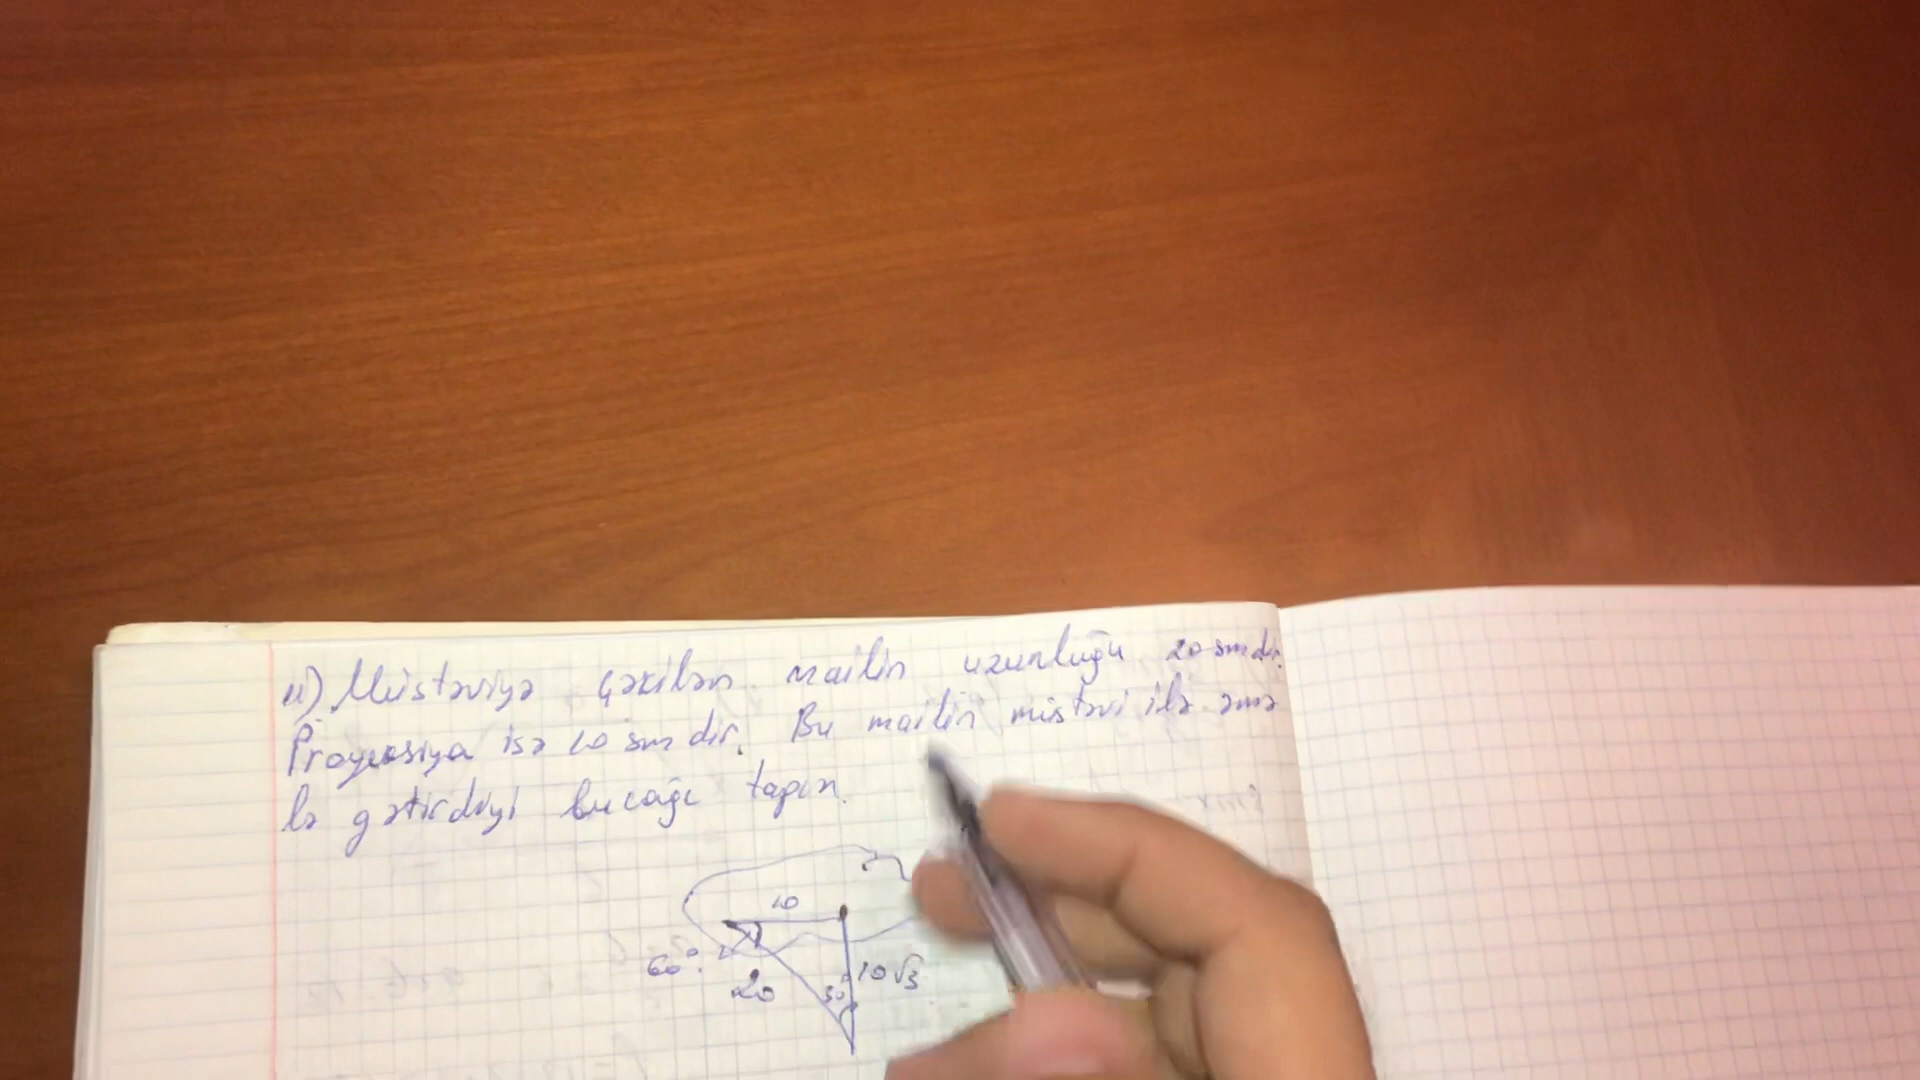 11) Müstəviyə çəkilən mailin uzunluğu 20 sm dir.
Proyeksiya isə 10 sm dir. Bu mailin müstəvi ilə əmə
lə gətirdiyi bucağı tapın.
10
60°
20
30°
10√3